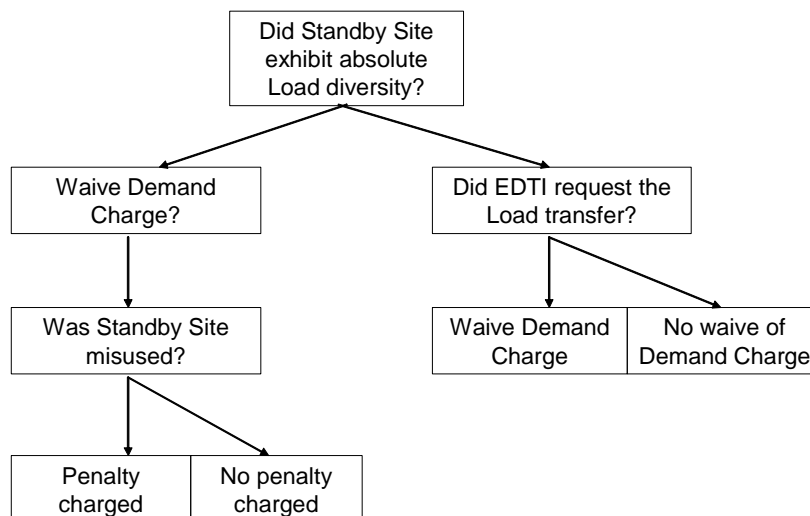 Did Standby Site
exhibit absolute
Load diversity?
Waive Demand
Charge?
Did EDTI request the
Load transfer?
Was Standby Site
misused?
Waive Demand
Charge
No waive of
Demand Charge
Penalty
charged
No penalty
charged